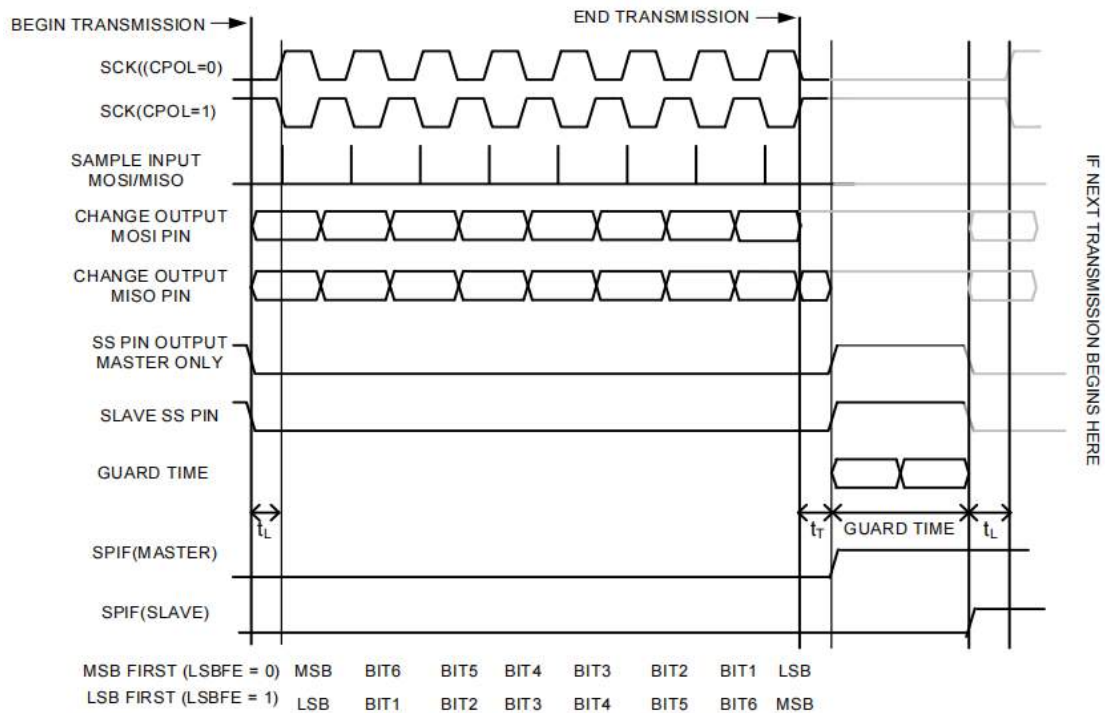 BEGIN TRANSMISSION
END TRANSMISSION
SCK((CPOL=0)
SCK(CPOL=1)
SAMPLE INPUT
MOSI/MISO
CHANGE OUTPUT
MOSI PIN
CHANGE OUTPUT
MISO PIN
SS PIN OUTPUT
MASTER ONLY
SLAVE SS PIN
GUARD TIME
tL
tT
GUARD TIME
tL
SPIF(MASTER)
SPIF(SLAVE)
MSB FIRST (LSBFE = 0) MSB BIT6 BIT5 BIT4 BIT3 BIT2 BIT1 LSB
LSB FIRST (LSBFE = 1) LSB BIT1 BIT2 BIT3 BIT4 BIT5 BIT6 MSB
IF NEXT TRANSMISSION BEGINS HERE